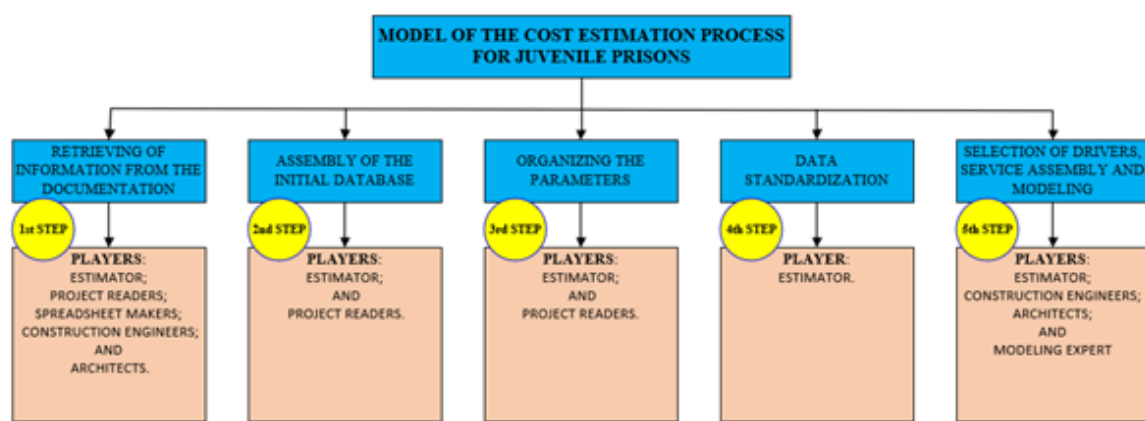 MODEL OF THE COST ESTIMATION PROCESS
FOR JUVENILE PRISONS
RETRIEVING OF
INFORMATION FROM THE
DOCUMENTATION
1st STEP
PLAYERS:
ESTIMATOR;
PROJECT READERS;
SPREADSHEET MAKERS;
CONSTRUCTION ENGINEERS;
AND
ARCHITECTS.
ASSEMBLY OF THE
INITIAL DATABASE
2nd STEP
PLAYERS:
ESTIMATOR;
AND
PROJECT READERS.
ORGANIZING THE
PARAMETERS
3rd STEP
PLAYERS:
ESTIMATOR;
AND
PROJECT READERS.
DATA
STANDARDIZATION
4th STEP
PLAYER:
ESTIMATOR.
SELECTION OF DRIVERS,
SERVICE ASSEMBLY AND
MODELING
5th STEP
PLAYERS:
ESTIMATOR;
CONSTRUCTION ENGINEERS;
ARCHITECTS;
AND
MODELING EXPERT